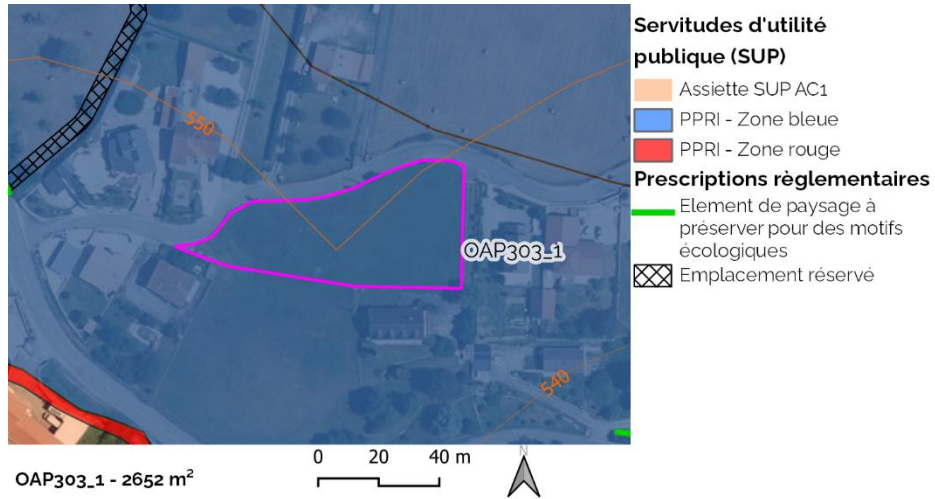 550
OAP303_1
540
OAP303_1 - 2652 m²
0 20 40 m
N
Servitudes d'utilité
publique (SUP)
Assiette SUP AC1
PPRI - Zone bleue
PPRI - Zone rouge
Prescriptions règlementaires
Element de paysage à
préserver pour des motifs
écologiques
Emplacement réservé